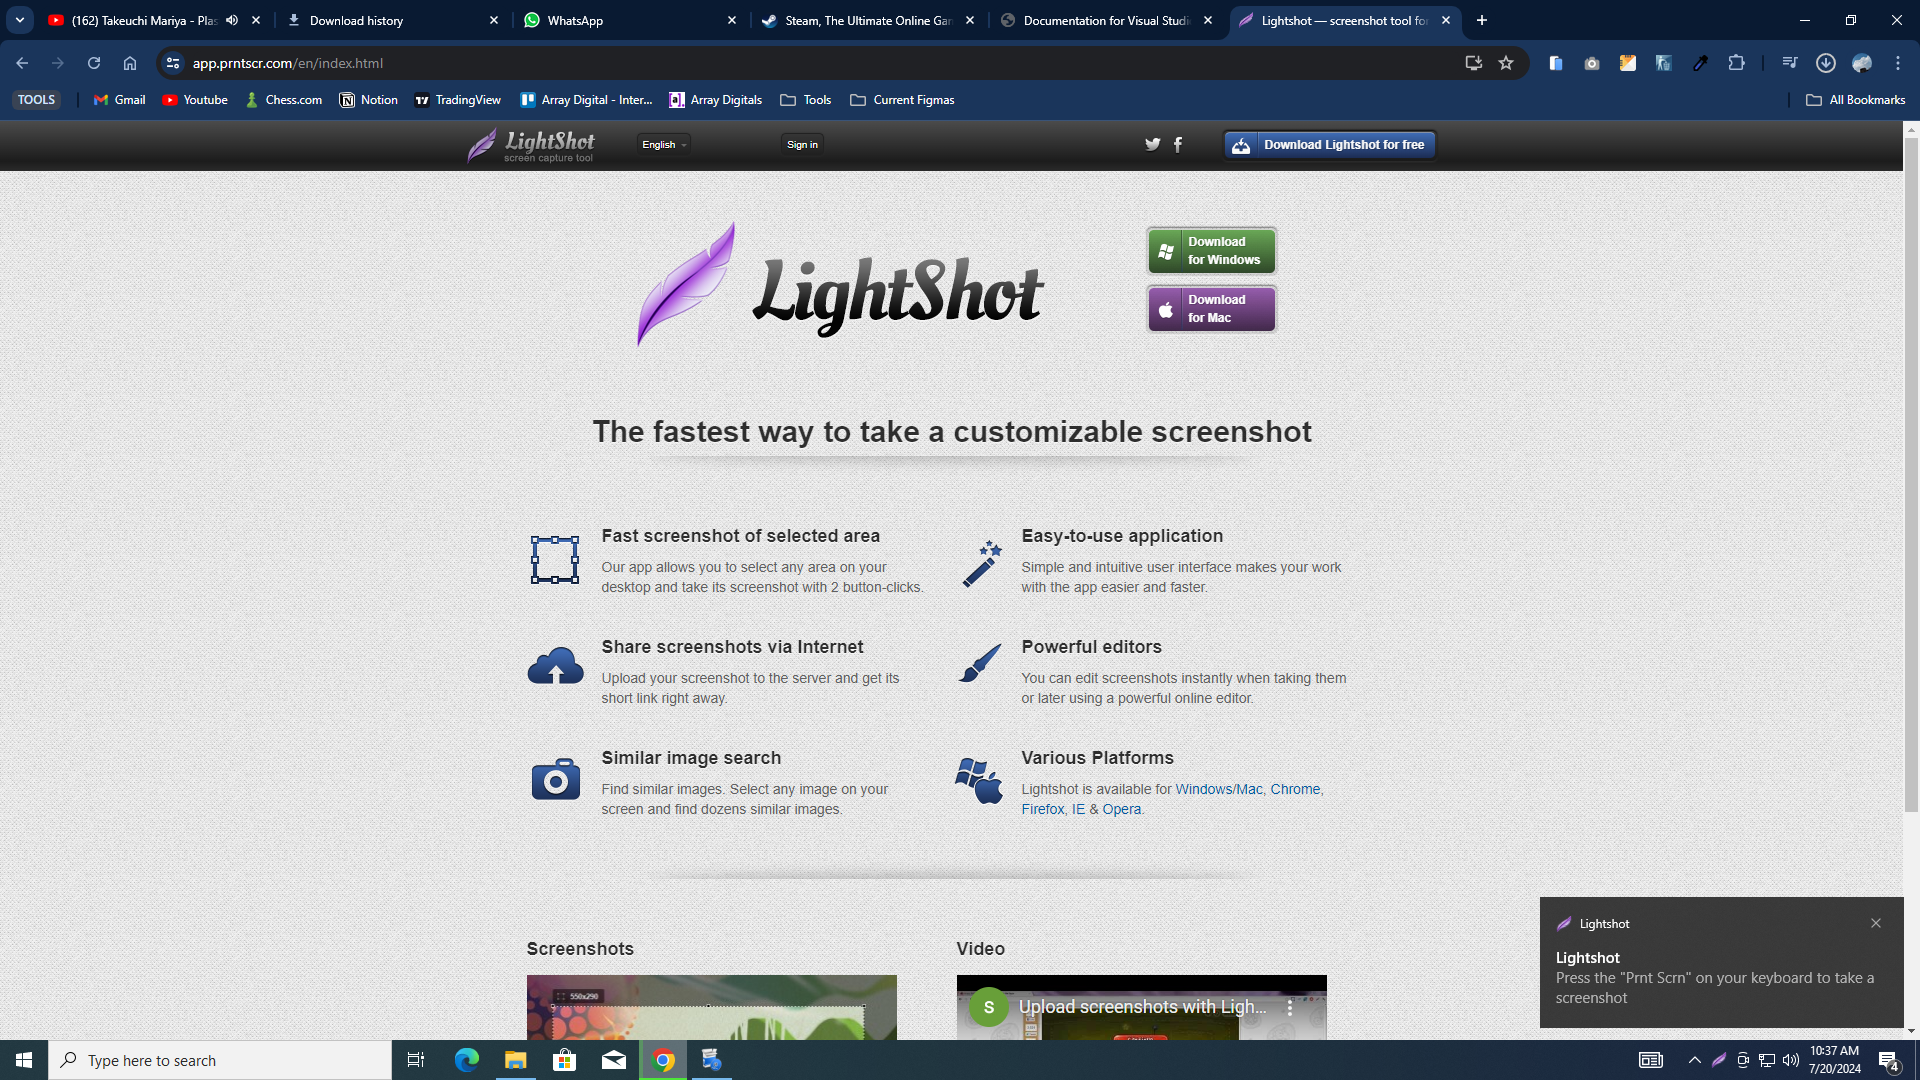 (162) Takeuchi Mariya - Plas
Download history
WhatsApp
Steam, The Ultimate Online Gam
Documentation for Visual Studi
Lightshot — screenshot tool for
app.prntscr.com/en/index.html
TOOLS
Gmail
Youtube
Chess.com
Notion
TradingView
Array Digital - Inter...
Array Digitals
Tools
Current Figmas
All Bookmarks
LightShot
screen capture tool
English
Sign in
Download Lightshot for free
LightShot
Download
for Windows
Download
for Mac
The fastest way to take a customizable screenshot
Fast screenshot of selected area
Our app allows you to select any area on your
desktop and take its screenshot with 2 button-clicks.
Easy-to-use application
Simple and intuitive user interface makes your work
with the app easier and faster.
Share screenshots via Internet
Upload your screenshot to the server and get its
short link right away.
Powerful editors
You can edit screenshots instantly when taking them
or later using a powerful online editor.
Similar image search
Find similar images. Select any image on your
screen and find dozens similar images.
Various Platforms
Lightshot is available for Windows/Mac, Chrome,
Firefox, IE & Opera.
Screenshots
550x290
Video
S
Upload screenshots with Ligh...
Lightshot
Lightshot
Press the "Prnt Scrn" on your keyboard to take a
screenshot
Type here to search
10:37 AM
7/20/2024
4